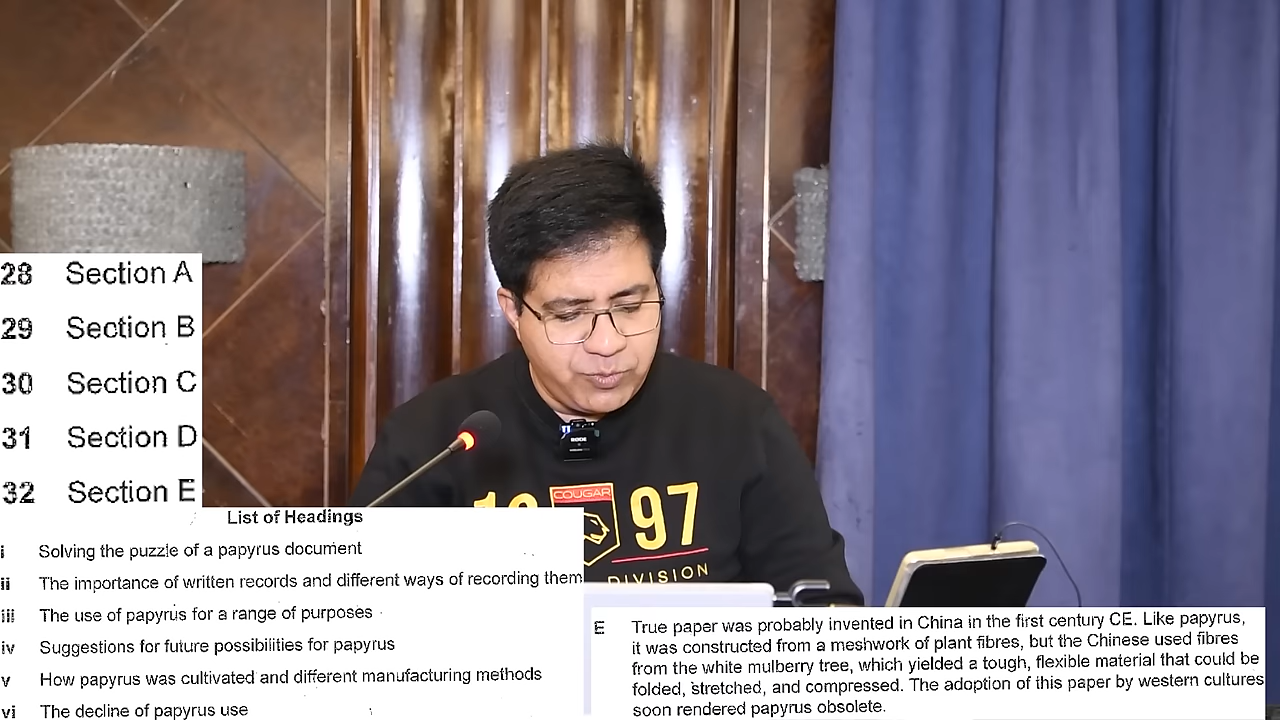 28 Section A
29 Section B
30 Section C
31 Section D
32 Section E
List of Headings
i Solving the puzzle of a papyrus document
ii The importance of written records and different ways of recording them
iii The use of papyrus for a range of purposes
iv Suggestions for future possibilities for papyrus
v How papyrus was cultivated and different manufacturing methods
vi The decline of papyrus use
COUGAR
97
DIVISION
E True paper was probably invented in China in the first century CE. Like papyrus,
it was constructed from a meshwork of plant fibres, but the Chinese used fibres
from the white mulberry tree, which yielded a tough, flexible material that could be
folded, stretched, and compressed. The adoption of this paper by western cultures
soon rendered papyrus obsolete.